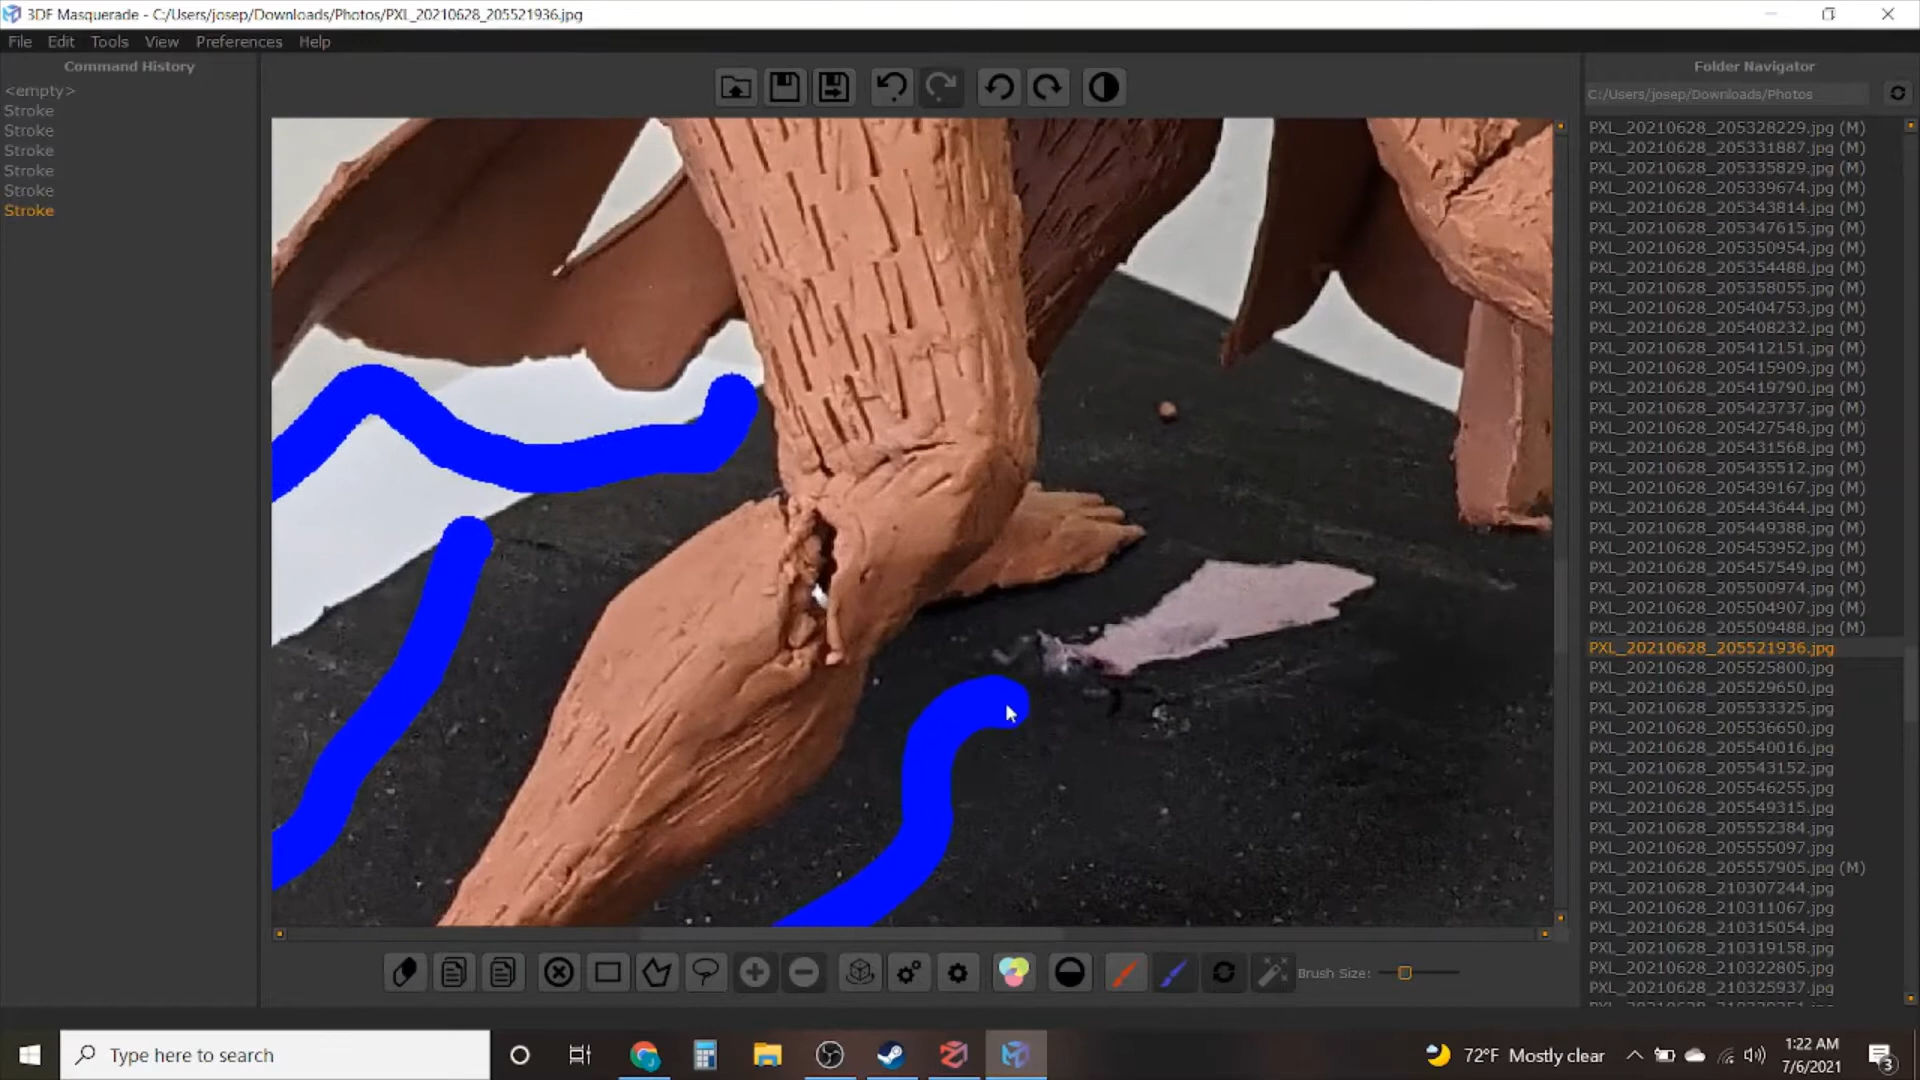 3DF Masquerade - C:/Users/josep/Downloads/Photos/PXL_20210628_205521936.jpg
File Edit Tools View Preferences Help
Command History
<empty>
Stroke
Stroke
Stroke
Stroke
Stroke
Stroke
Folder Navigator
C:/Users/josep/Downloads/Photos
PXL_20210628_205328229.jpg (M)
PXL_20210628_205331887.jpg (M)
PXL_20210628_205335829.jpg (M)
PXL_20210628_205339674.jpg (M)
PXL_20210628_205343814.jpg (M)
PXL_20210628_205347615.jpg (M)
PXL_20210628_205350954.jpg (M)
PXL_20210628_205354488.jpg (M)
PXL_20210628_205358055.jpg (M)
PXL_20210628_205404753.jpg (M)
PXL_20210628_205408232.jpg (M)
PXL_20210628_205412151.jpg (M)
PXL_20210628_205415909.jpg (M)
PXL_20210628_205419790.jpg (M)
PXL_20210628_205423737.jpg (M)
PXL_20210628_205427548.jpg (M)
PXL_20210628_205431568.jpg (M)
PXL_20210628_205435512.jpg (M)
PXL_20210628_205439167.jpg (M)
PXL_20210628_205443644.jpg (M)
PXL_20210628_205449388.jpg (M)
PXL_20210628_205453952.jpg (M)
PXL_20210628_205457549.jpg (M)
PXL_20210628_205500974.jpg (M)
PXL_20210628_205504907.jpg (M)
PXL_20210628_205509488.jpg (M)
PXL_20210628_205521936.jpg
PXL_20210628_205525800.jpg
PXL_20210628_205529650.jpg
PXL_20210628_205533325.jpg
PXL_20210628_205536650.jpg
PXL_20210628_205540016.jpg
PXL_20210628_205543152.jpg
PXL_20210628_205546255.jpg
PXL_20210628_205549315.jpg
PXL_20210628_205552384.jpg
PXL_20210628_205555097.jpg
PXL_20210628_205557905.jpg (M)
PXL_20210628_210307244.jpg
PXL_20210628_210311067.jpg
PXL_20210628_210315054.jpg
PXL_20210628_210319158.jpg
PXL_20210628_210322805.jpg
PXL_20210628_210325937.jpg
Brush Size:
Type here to search
72°F Mostly clear
1:22 AM
7/6/2021
3